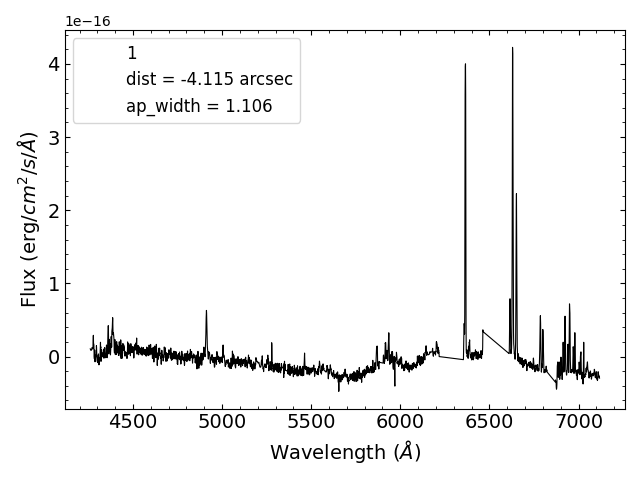 1e−16
1
dist = -4.115 arcsec
ap_width = 1.106
4
3
2
1
0
Flux (erg/cm²/s/Å)
4500 5000 5500 6000 6500 7000
Wavelength (Å)